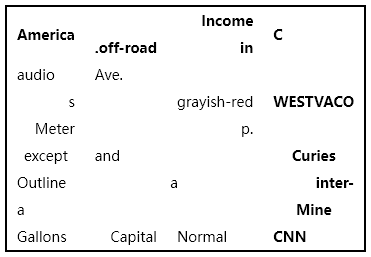 America .off-road Income in C
audio Ave.
s grayish-red WESTVACO
Meter p.
except and Curies
Outline a inter-
a Mine
Gallons Capital Normal CNN